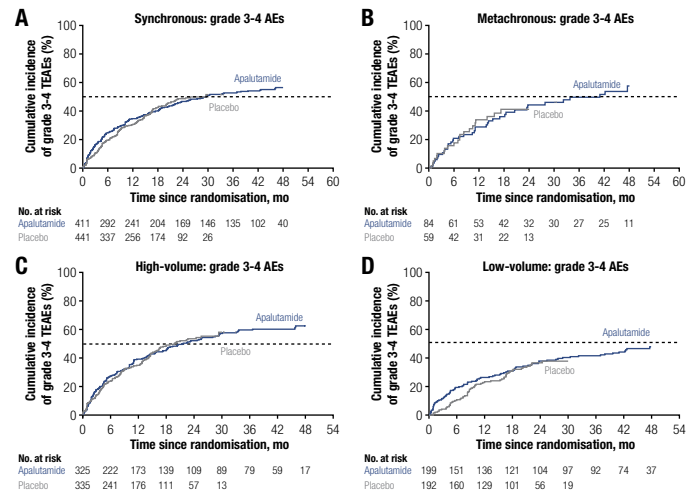 A
Synchronous: grade 3-4 AEs
Cumulative incidence
of grade 3-4 TEAEs (%)
100
80
60
40
20
0
Apalutamide
Placebo
0 6 12 18 24 30 36 42 48 54 60
Time since randomisation, mo
No. at risk
Apalutamide 411 292 241 204 169 146 135 102 40
Placebo 441 337 256 174 92 26
B
Metachronous: grade 3-4 AEs
Cumulative incidence
of grade 3-4 TEAEs (%)
100
80
60
40
20
0
Apalutamide
Placebo
0 6 12 18 24 30 36 42 48 54 60
Time since randomisation, mo
No. at risk
Apalutamide 84 61 53 42 32 30 27 25 11
Placebo 59 42 31 22 13
C
High-volume: grade 3-4 AEs
Cumulative incidence
of grade 3-4 TEAEs (%)
100
80
60
40
20
0
Apalutamide
Placebo
0 6 12 18 24 30 36 42 48 54
Time since randomisation, mo
No. at risk
Apalutamide 325 222 173 139 109 89 79 59 17
Placebo 335 241 176 111 57 13
D
Low-volume: grade 3-4 AEs
Cumulative incidence
of grade 3-4 TEAEs (%)
100
80
60
40
20
0
Apalutamide
Placebo
0 6 12 18 24 30 36 42 48 54
Time since randomisation, mo
No. at risk
Apalutamide 199 151 136 121 104 97 92 74 37
Placebo 192 160 129 101 56 19